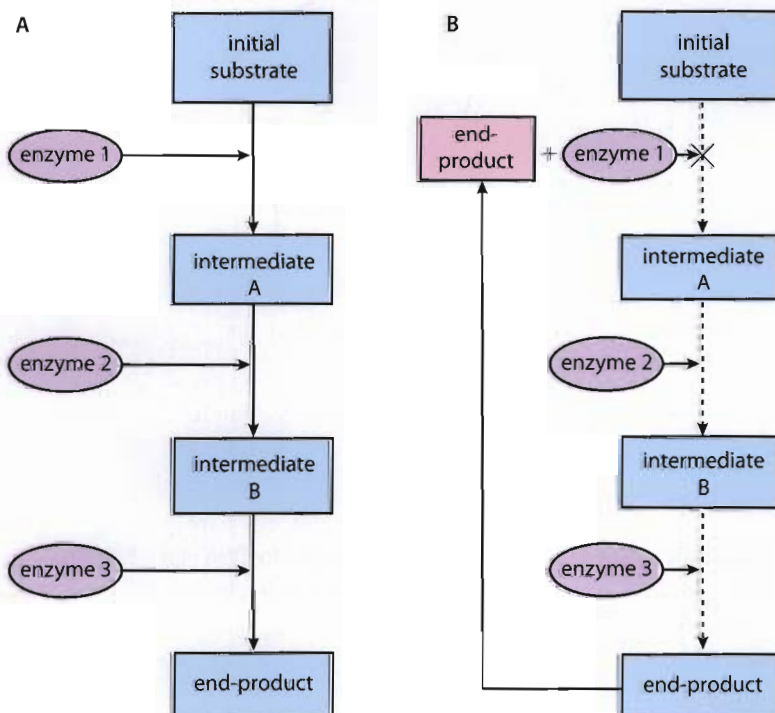 A
initial
substrate
enzyme 1
intermediate
A
enzyme 2
intermediate
B
enzyme 3
end-product
B
initial
substrate
end-
product
+
enzyme 1
intermediate
A
enzyme 2
intermediate
B
enzyme 3
end-product